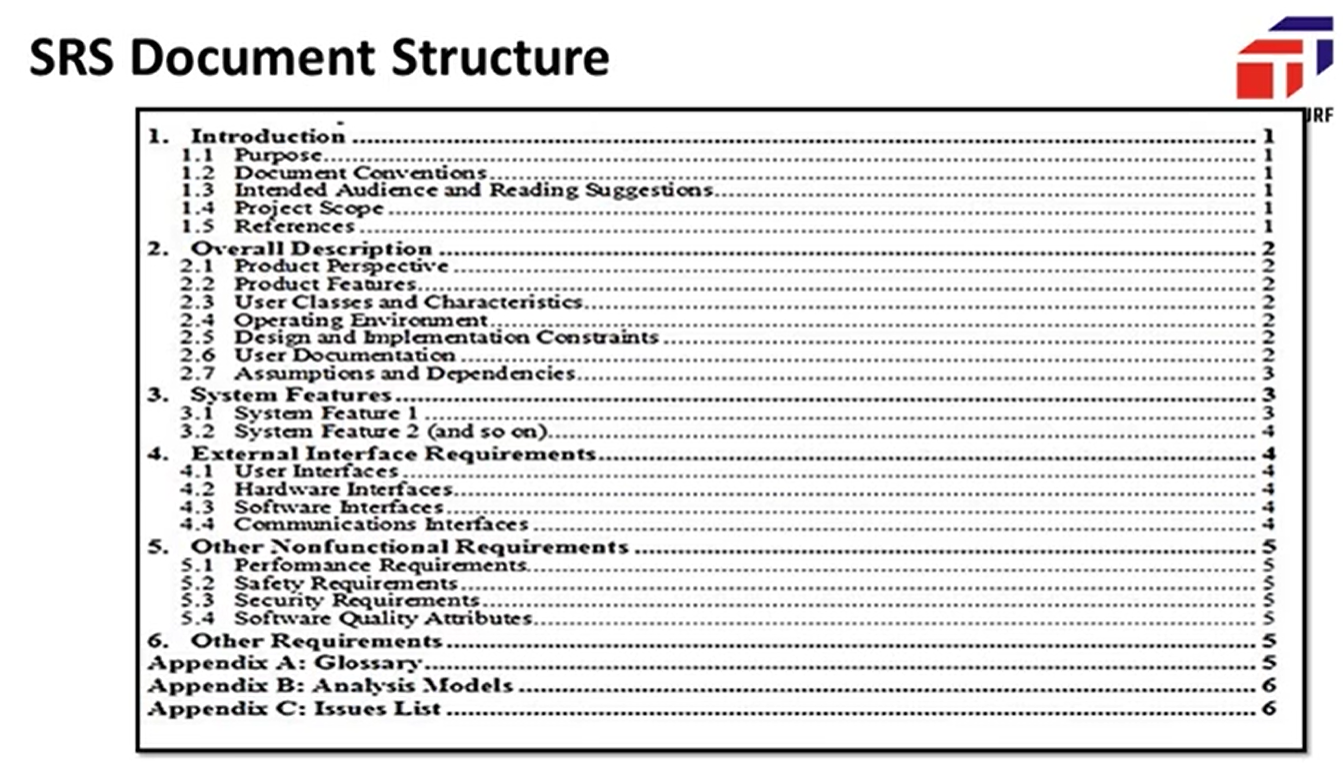 SRS Document Structure
URF
1. Introduction 1
1.1 Purpose 1
1.2 Document Conventions 1
1.3 Intended Audience and Reading Suggestions 1
1.4 Project Scope 1
1.5 References 1
2. Overall Description 2
2.1 Product Perspective 2
2.2 Product Features 2
2.3 User Classes and Characteristics 2
2.4 Operating Environment 2
2.5 Design and Implementation Constraints 2
2.6 User Documentation 2
2.7 Assumptions and Dependencies 3
3. System Features 3
3.1 System Feature 1 3
3.2 System Feature 2 (and so on) 4
4. External Interface Requirements 4
4.1 User Interfaces 4
4.2 Hardware Interfaces 4
4.3 Software Interfaces 4
4.4 Communications Interfaces 4
5. Other Nonfunctional Requirements 5
5.1 Performance Requirements 5
5.2 Safety Requirements 5
5.3 Security Requirements 5
5.4 Software Quality Attributes 5
6. Other Requirements 5
Appendix A: Glossary 5
Appendix B: Analysis Models 6
Appendix C: Issues List 6